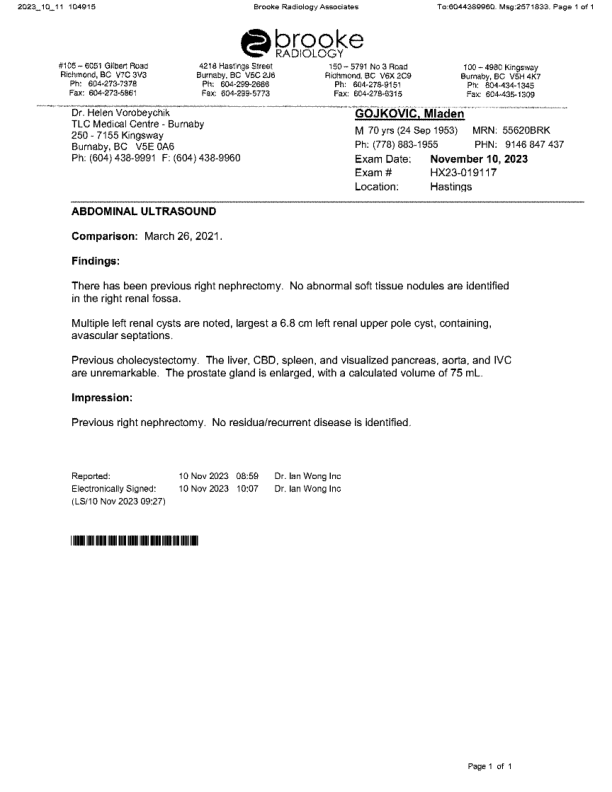 2023_10_11 104915 Brooke Radiology Associates To:6044389960. Msg:2571833. Page 1 of 1
brooke
RADIOLOGY
#105 – 6051 Gilbert Road 4218 Hastings Street 150 – 5791 No 3 Road 100 – 4980 Kingsway
Richmond, BC V7C 3V3 Burnaby, BC V5C 2J6 Richmond, BC V6X 2C9 Burnaby, BC V5H 4K7
Ph: 604-273-7378 Ph: 604-299-2686 Ph: 604-278-9151 Ph: 604-434-1345
Fax: 604-273-5861 Fax: 604-299-5773 Fax: 604-278-6315 Fax: 604-435-1309
Dr. Helen Vorobeychik GOJKOVIC, Mladen
TLC Medical Centre - Burnaby M 70 yrs (24 Sep 1953) MRN: 55620BRK
250 - 7155 Kingsway Ph: (778) 883-1955 PHN: 9146 847 437
Burnaby, BC V5E 0A6 Exam Date: November 10, 2023
Ph: (604) 438-9991 F: (604) 438-9960 Exam # HX23-019117
Location: Hastings
ABDOMINAL ULTRASOUND
Comparison: March 26, 2021.
Findings:
There has been previous right nephrectomy. No abnormal soft tissue nodules are identified
in the right renal fossa.
Multiple left renal cysts are noted, largest a 6.8 cm left renal upper pole cyst, containing,
avascular septations.
Previous cholecystectomy. The liver, CBD, spleen, and visualized pancreas, aorta, and IVC
are unremarkable. The prostate gland is enlarged, with a calculated volume of 75 mL.
Impression:
Previous right nephrectomy. No residua/recurrent disease is identified.
Reported: 10 Nov 2023 08:59 Dr. Ian Wong Inc
Electronically Signed: 10 Nov 2023 10:07 Dr. Ian Wong Inc
(LS/10 Nov 2023 09:27)
Page 1 of 1